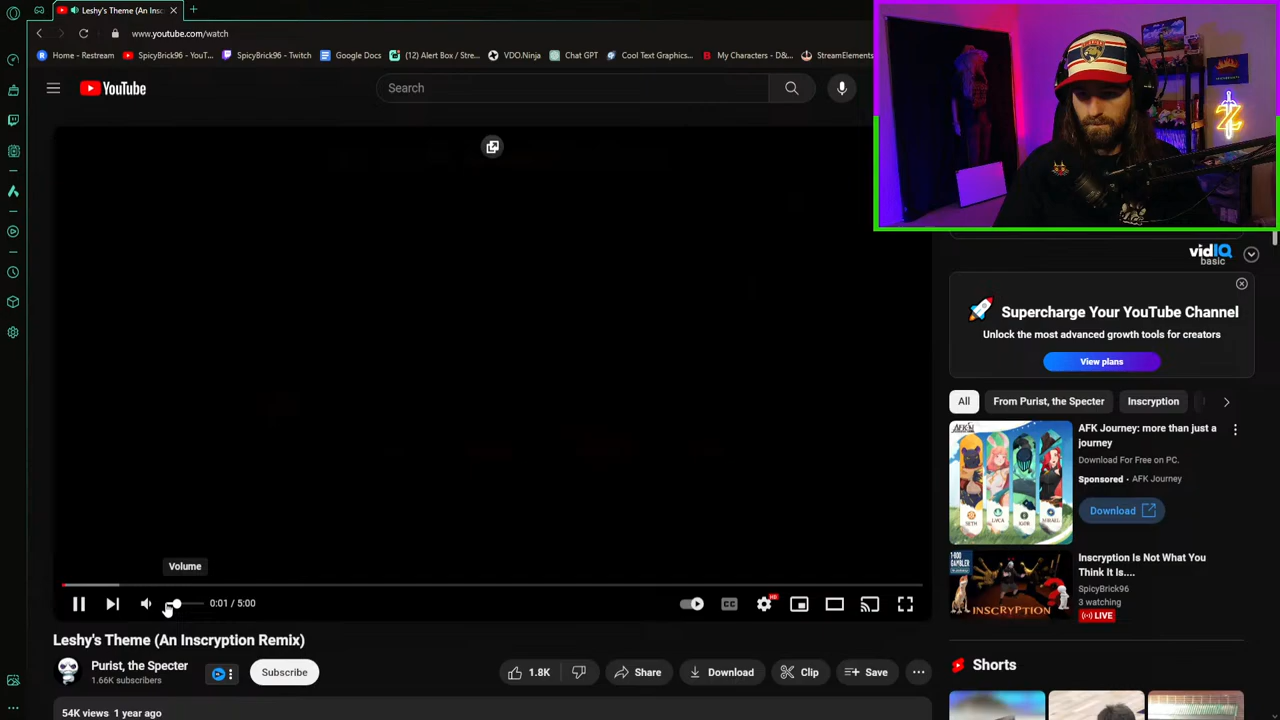 Leshy's Theme (An Insc
www.youtube.com/watch
Home - Restream
SpicyBrick96 - YouT...
SpicyBrick96 - Twitch
Google Docs
(12) Alert Box / Stre...
VDO.Ninja
Chat GPT
Cool Text Graphics...
My Characters - D&...
StreamElements
YouTube
Search
vidIQ
basic
Supercharge Your YouTube Channel
Unlock the most advanced growth tools for creators
View plans
All
From Purist, the Specter
Inscryption
AFK Journey: more than just a
journey
Download For Free on PC.
Sponsored • AFK Journey
Download
Inscryption Is Not What You
Think It Is....
SpicyBrick96
3 watching
LIVE
INSCRYPTION
Shorts
Volume
0:01 / 5:00
CC
HD
Leshy's Theme (An Inscryption Remix)
Purist, the Specter
1.66K subscribers
Subscribe
1.8K
Share
Download
Clip
Save
54K views 1 year ago